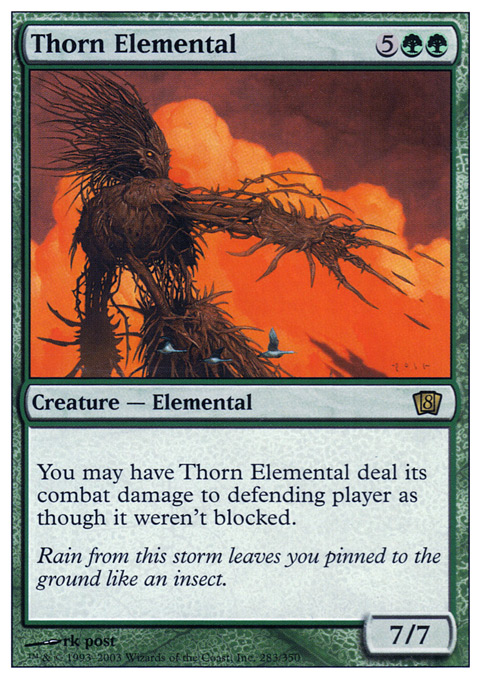 Thorn Elemental 5
Creature — Elemental 8
You may have Thorn Elemental deal its
combat damage to defending player as
though it weren't blocked.
Rain from this storm leaves you pinned to the
ground like an insect.
rk post
7/7
™ & © 1993–2003 Wizards of the Coast, Inc. 283/350